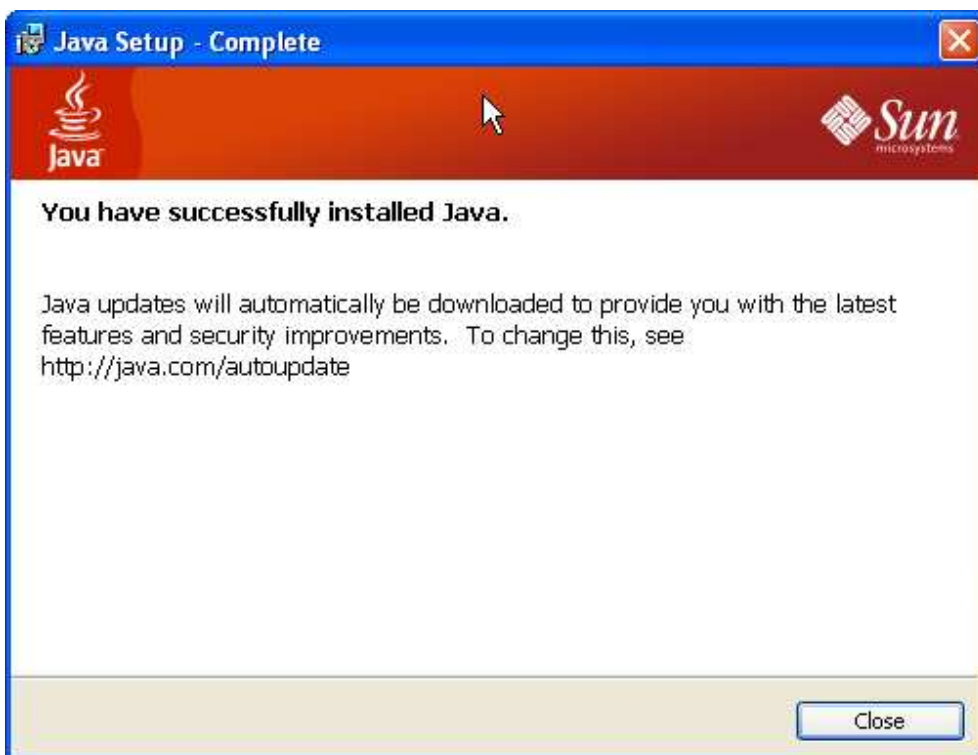 Java Setup - Complete
Java
Sun
microsystems
You have successfully installed Java.
Java updates will automatically be downloaded to provide you with the latest
features and security improvements.  To change this, see
http://java.com/autoupdate
Close